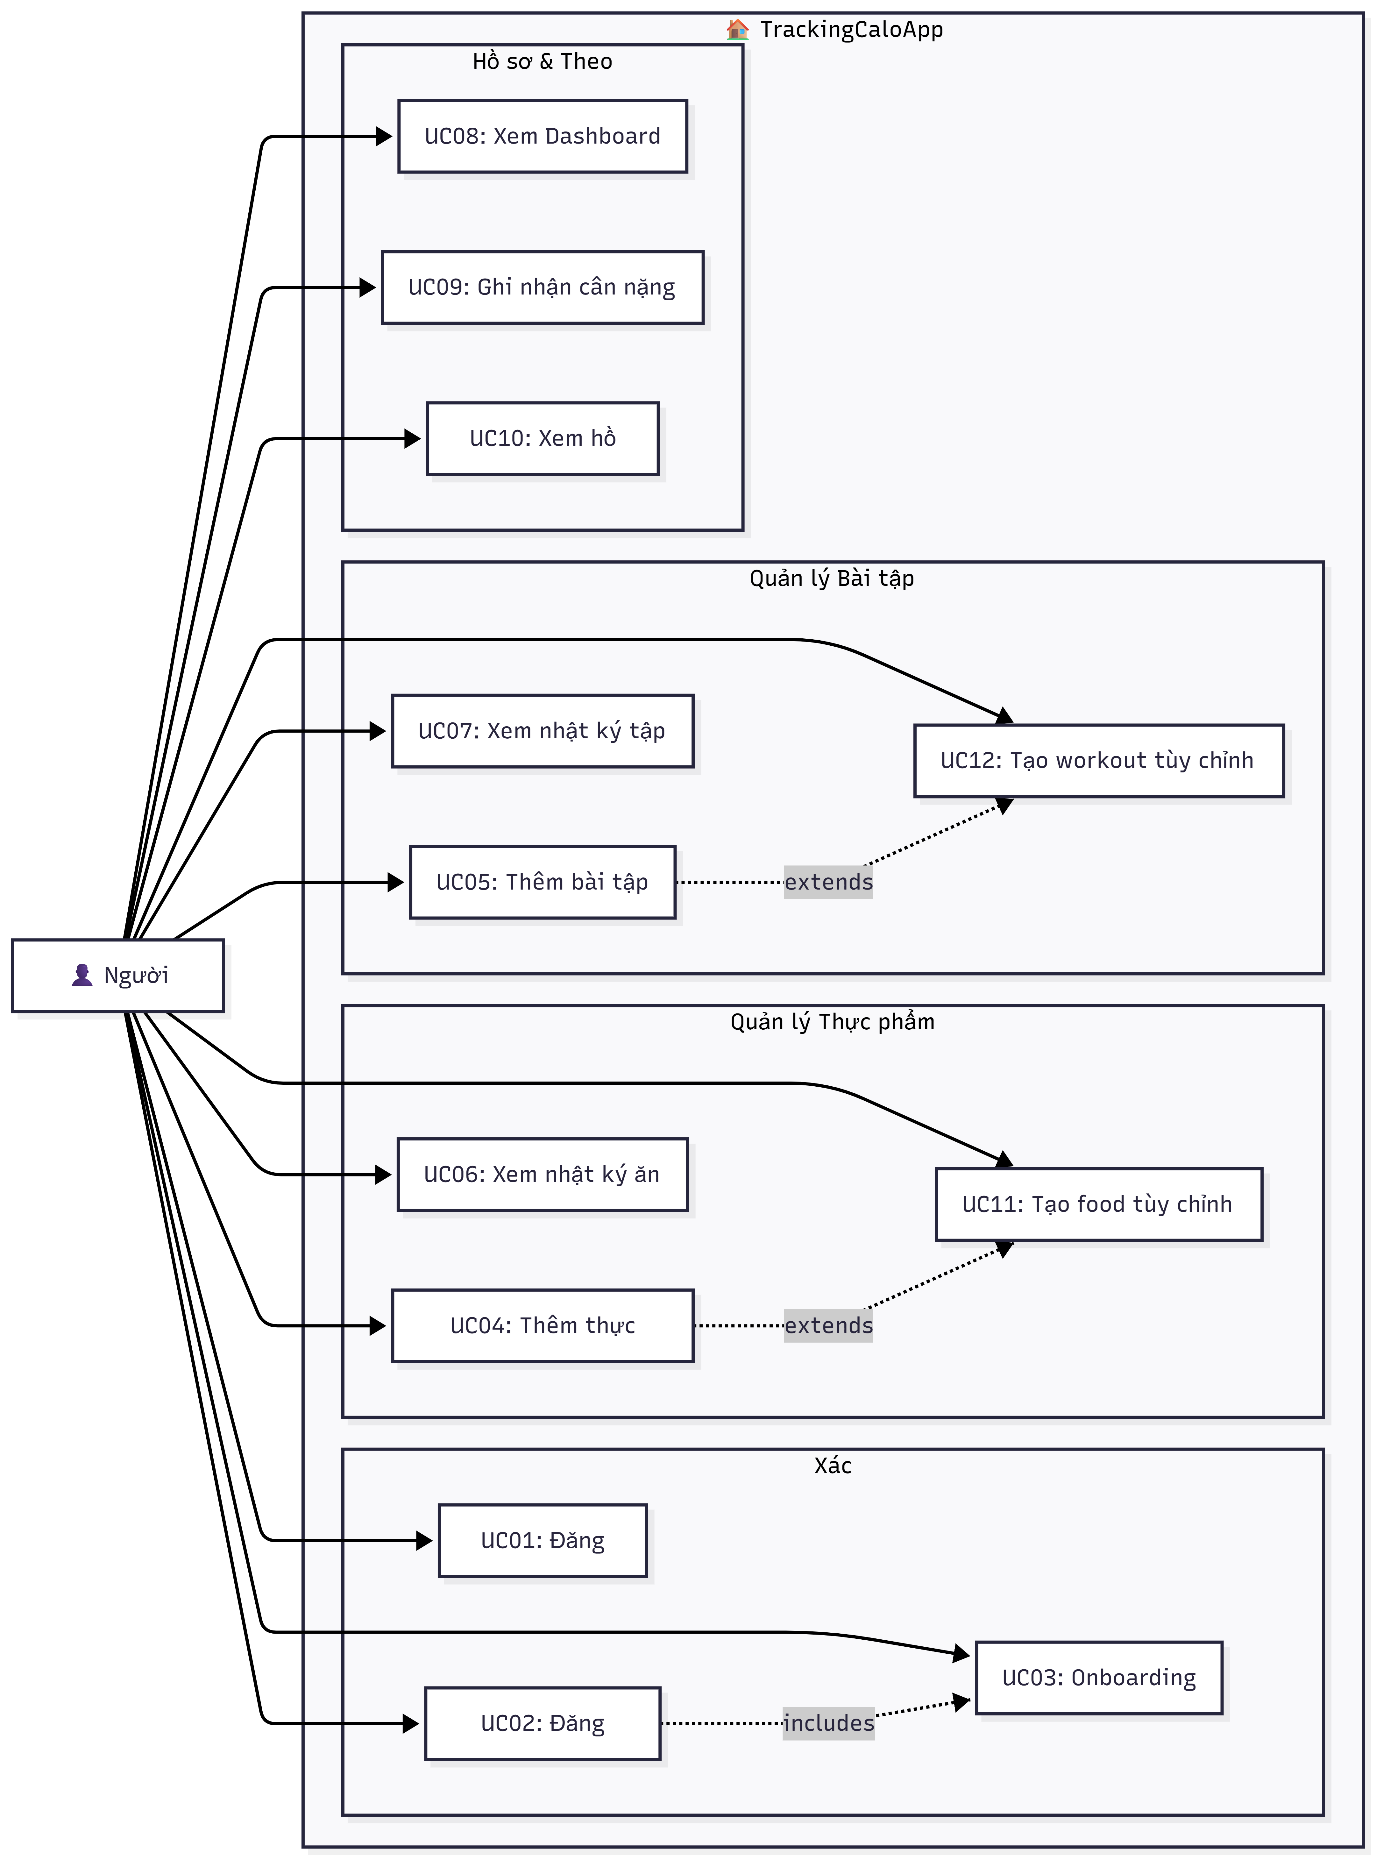 TrackingCaloApp
Hồ sơ & Theo
UC08: Xem Dashboard
UC09: Ghi nhận cân nặng
UC10: Xem hồ
Quản lý Bài tập
UC07: Xem nhật ký tập
UC12: Tạo workout tùy chỉnh
UC05: Thêm bài tập
extends
Người
Quản lý Thực phẩm
UC06: Xem nhật ký ăn
UC11: Tạo food tùy chỉnh
UC04: Thêm thực
extends
Xác
UC01: Đăng
UC03: Onboarding
UC02: Đăng
includes